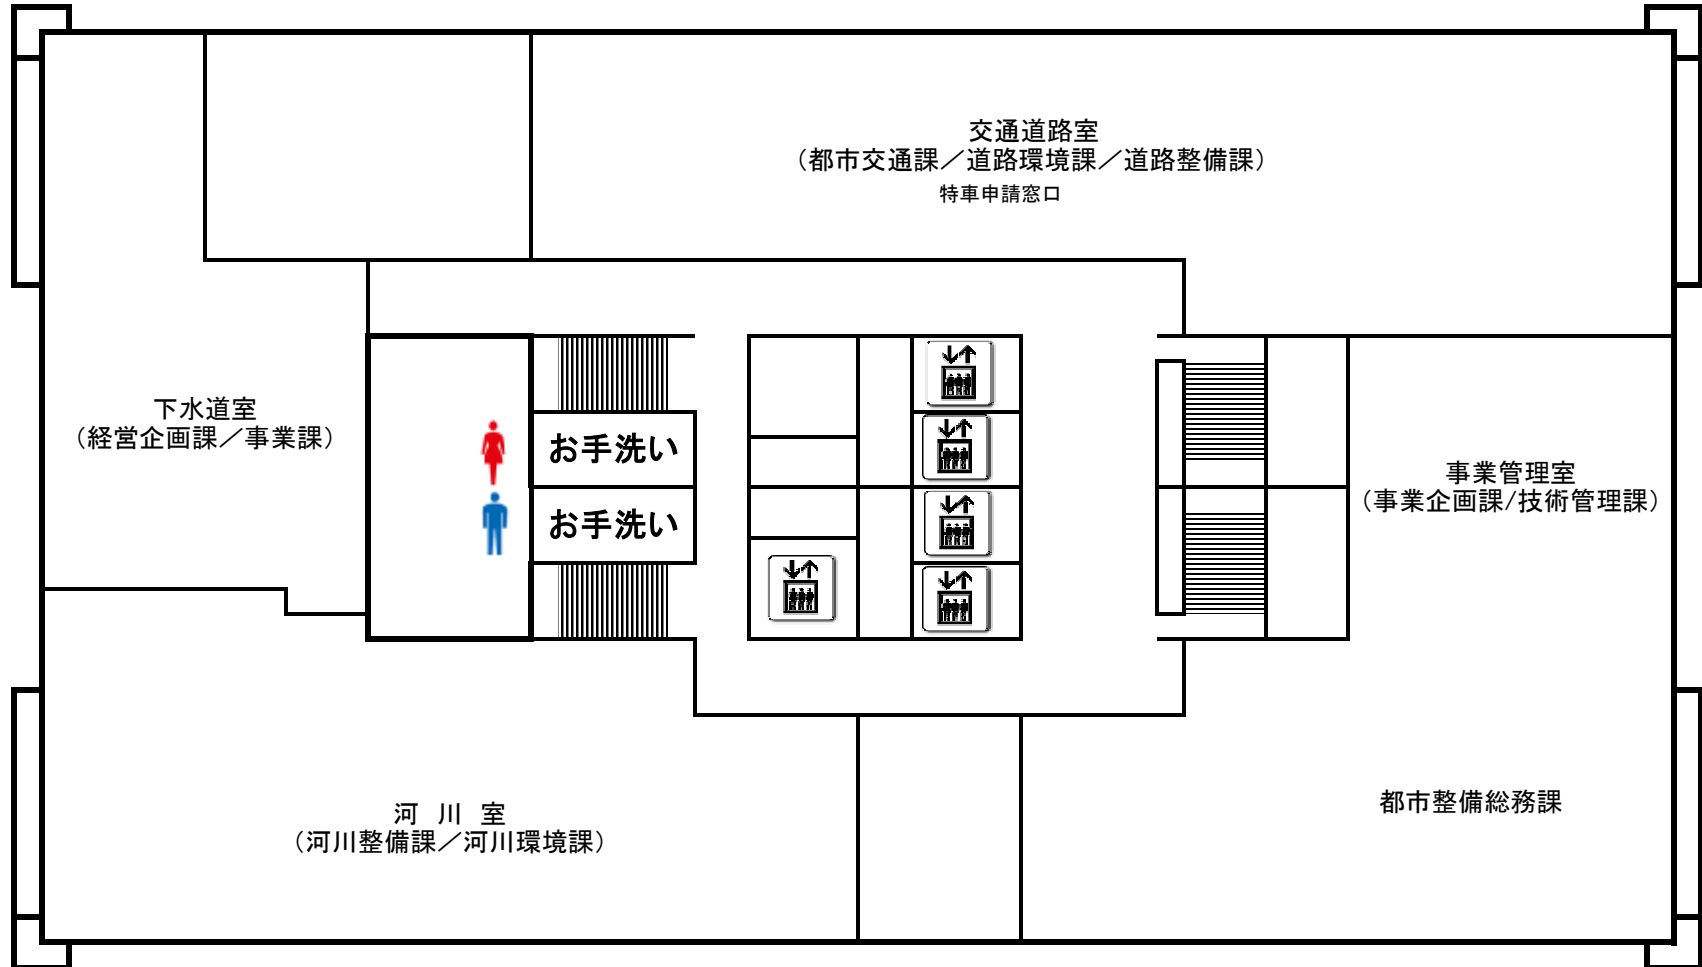 交通道路室
（都市交通課／道路環境課／道路整備課）
特車申請窓口
下水道室
（経営企画課／事業課）
お手洗い
お手洗い
事業管理室
（事業企画課/技術管理課）
河　川　室
（河川整備課／河川環境課）
都市整備総務課